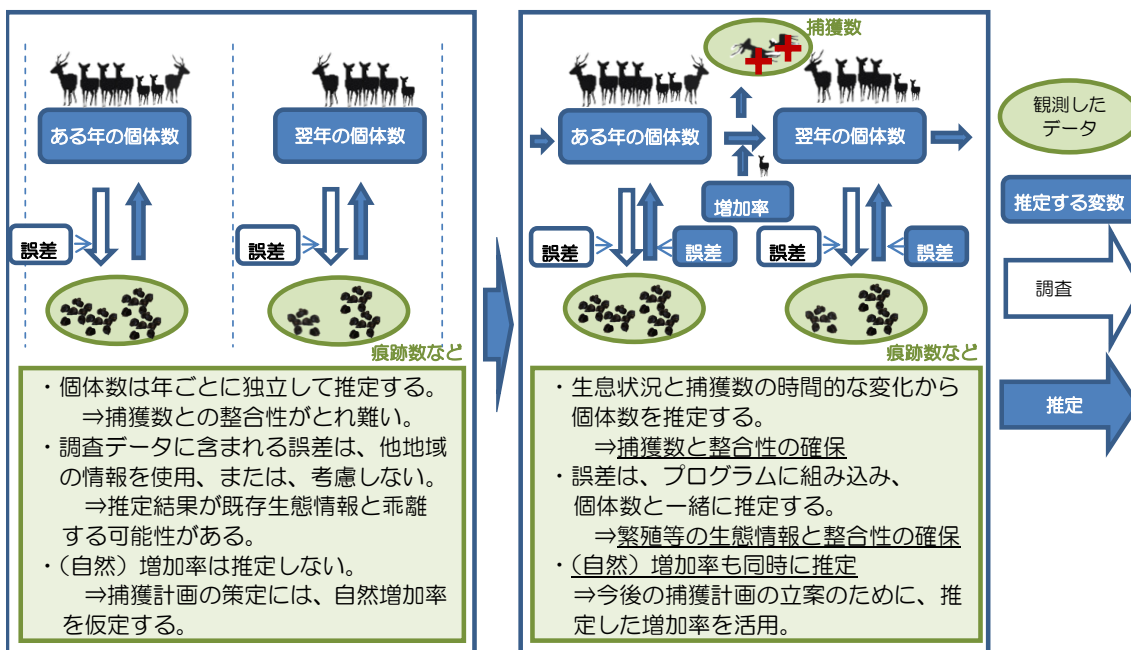 ある年の個体数
翌年の個体数
誤差
誤差
痕跡数など
・個体数は年ごとに独立して推定する。
⇒捕獲数との整合性がとれ難い。
・調査データに含まれる誤差は、他地域
の情報を使用、または、考慮しない。
⇒推定結果が既存生態情報と乖離
する可能性がある。
・（自然）増加率は推定しない。
⇒捕獲計画の策定には、自然増加率
を仮定する。
捕獲数
ある年の個体数
翌年の個体数
増加率
誤差
誤差
誤差
誤差
痕跡数など
・生息状況と捕獲数の時間的な変化から
個体数を推定する。
⇒捕獲数と整合性の確保
・誤差は、プログラムに組み込み、
個体数と一緒に推定する。
⇒繁殖等の生態情報と整合性の確保
・（自然）増加率も同時に推定
⇒今後の捕獲計画の立案のために、推
定した増加率を活用。
観測した
データ
推定する変数
調査
推定